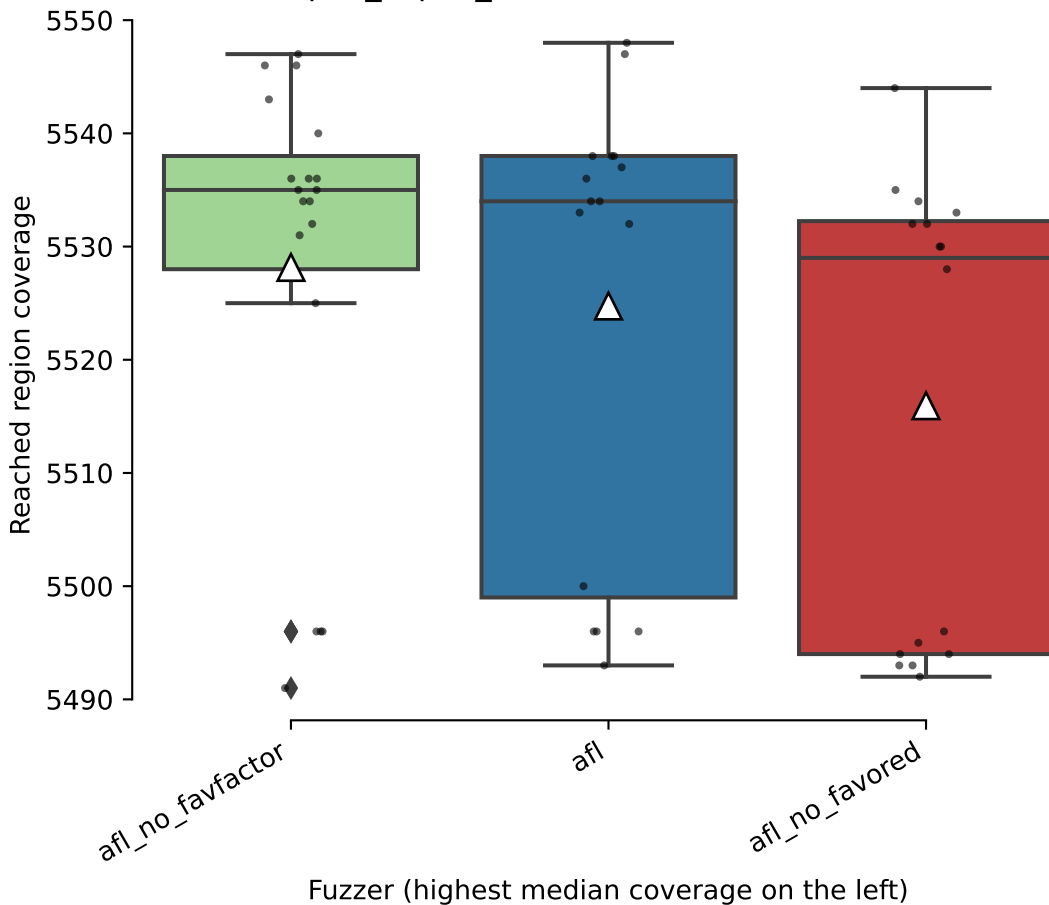 5550
5540
5530
5520
5510
5500
5490
Reached region coverage
afl_no_favfactor
afl
afl_no_favored
Fuzzer (highest median coverage on the left)